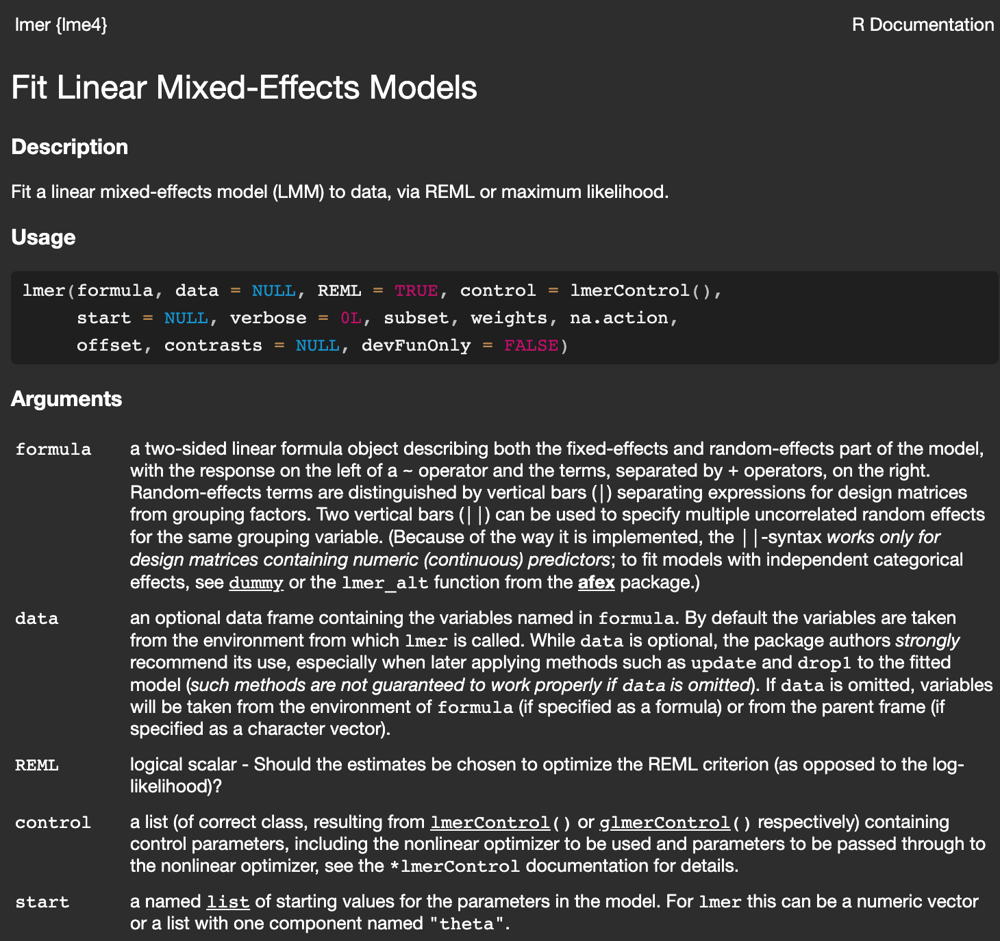 lmer {lme4} R Documentation
Fit Linear Mixed-Effects Models
Description
Fit a linear mixed-effects model (LMM) to data, via REML or maximum likelihood.
Usage
lmer(formula, data = NULL, REML = TRUE, control = lmerControl(),
     start = NULL, verbose = 0L, subset, weights, na.action,
     offset, contrasts = NULL, devFunOnly = FALSE)
Arguments
formula a two-sided linear formula object describing both the fixed-effects and random-effects part of the model,
with the response on the left of a ~ operator and the terms, separated by + operators, on the right.
Random-effects terms are distinguished by vertical bars (|) separating expressions for design matrices
from grouping factors. Two vertical bars (||) can be used to specify multiple uncorrelated random effects
for the same grouping variable. (Because of the way it is implemented, the ||-syntax works only for
design matrices containing numeric (continuous) predictors; to fit models with independent categorical
effects, see dummy or the lmer_alt function from the afex package.)
data an optional data frame containing the variables named in formula. By default the variables are taken
from the environment from which lmer is called. While data is optional, the package authors strongly
recommend its use, especially when later applying methods such as update and drop1 to the fitted
model (such methods are not guaranteed to work properly if data is omitted). If data is omitted, variables
will be taken from the environment of formula (if specified as a formula) or from the parent frame (if
specified as a character vector).
REML logical scalar - Should the estimates be chosen to optimize the REML criterion (as opposed to the log-
likelihood)?
control a list (of correct class, resulting from lmerControl() or glmerControl() respectively) containing
control parameters, including the nonlinear optimizer to be used and parameters to be passed through to
the nonlinear optimizer, see the *lmerControl documentation for details.
start a named list of starting values for the parameters in the model. For lmer this can be a numeric vector
or a list with one component named "theta".